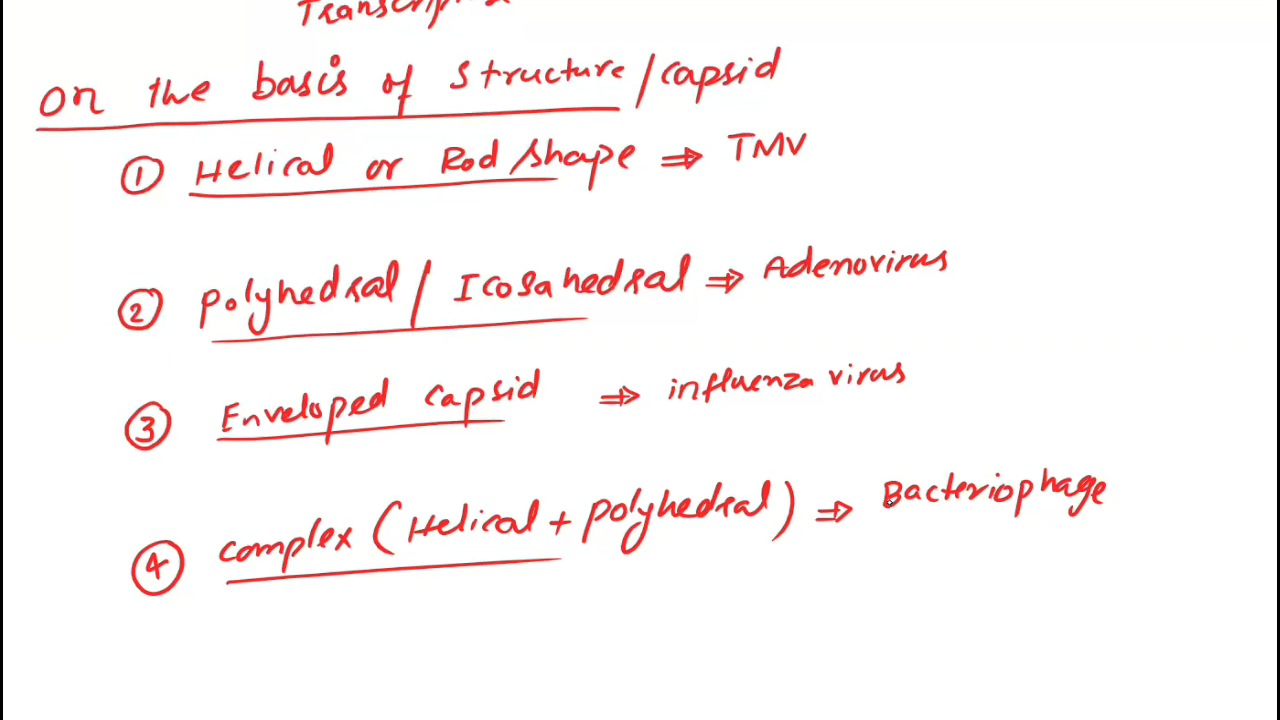 on the basis of structure/capsid
① Helical or Rod shape ⇒ TMV
② polyhedral/Icosahedral ⇒ Adenovirus
③ Enveloped capsid ⇒ influenza virus
④ complex (Helical + polyhedral) ⇒ Bacteriophage